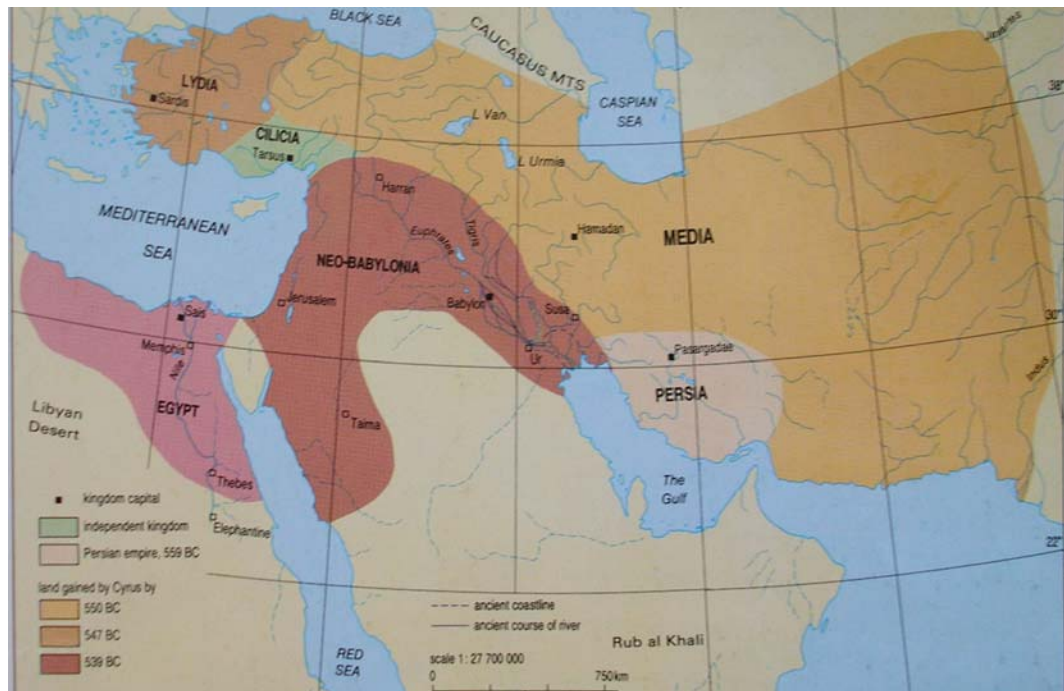 BLACK SEA
CAUCASUS MTS
CASPIAN
SEA
38°
LYDIA
Sardis
CILICIA
Tarsus
L Van
L Urmia
Harran
MEDITERRANEAN
SEA
Euphrates
Tigris
Hamadan
MEDIA
NEO-BABYLONIA
Jerusalem
Babylon
Susa
30°
Sais
Memphis
Nile
Ur
Pasargadae
Indus
PERSIA
Libyan
Desert
EGYPT
Taima
Thebes
The
Gulf
Elephantine
22°
kingdom capital
independent kingdom
Persian empire, 559 BC
land gained by Cyrus by
550 BC
547 BC
539 BC
RED
SEA
ancient coastline
ancient course of river
scale 1: 27 700 000
0 750km
Rub al Khali